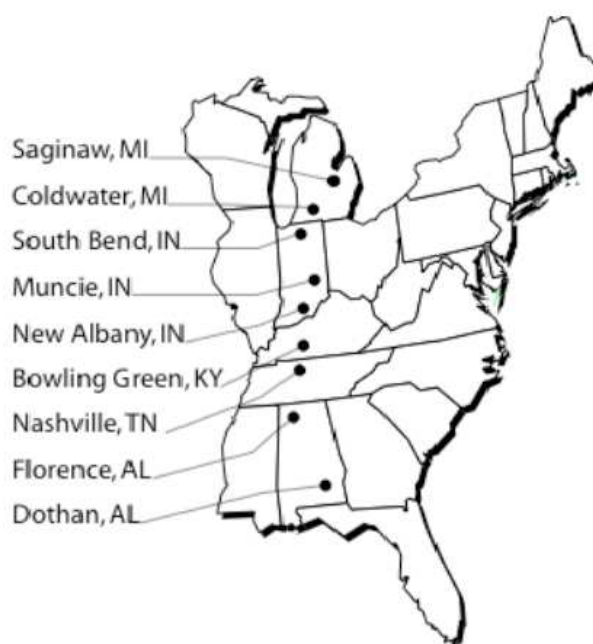 Saginaw, MI
Coldwater, MI
South Bend, IN
Muncie, IN
New Albany, IN
Bowling Green, KY
Nashville, TN
Florence, AL
Dothan, AL